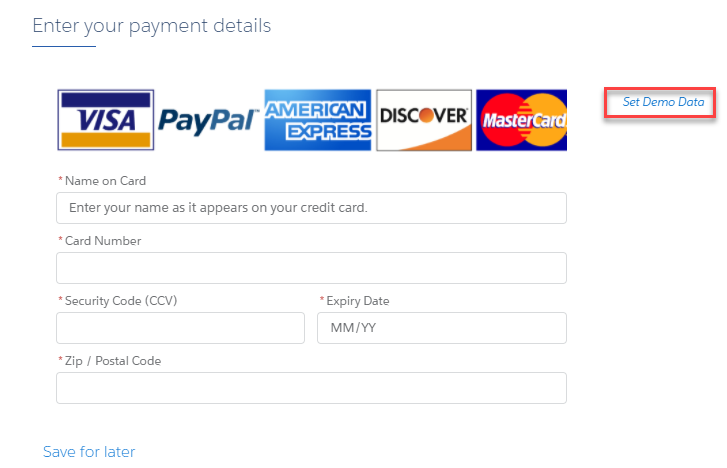 Enter your payment details
VISA PayPal AMERICAN EXPRESS DISCOVER MasterCard
Set Demo Data
* Name on Card
Enter your name as it appears on your credit card.
* Card Number
* Security Code (CCV) * Expiry Date
MM/YY
* Zip / Postal Code
Save for later